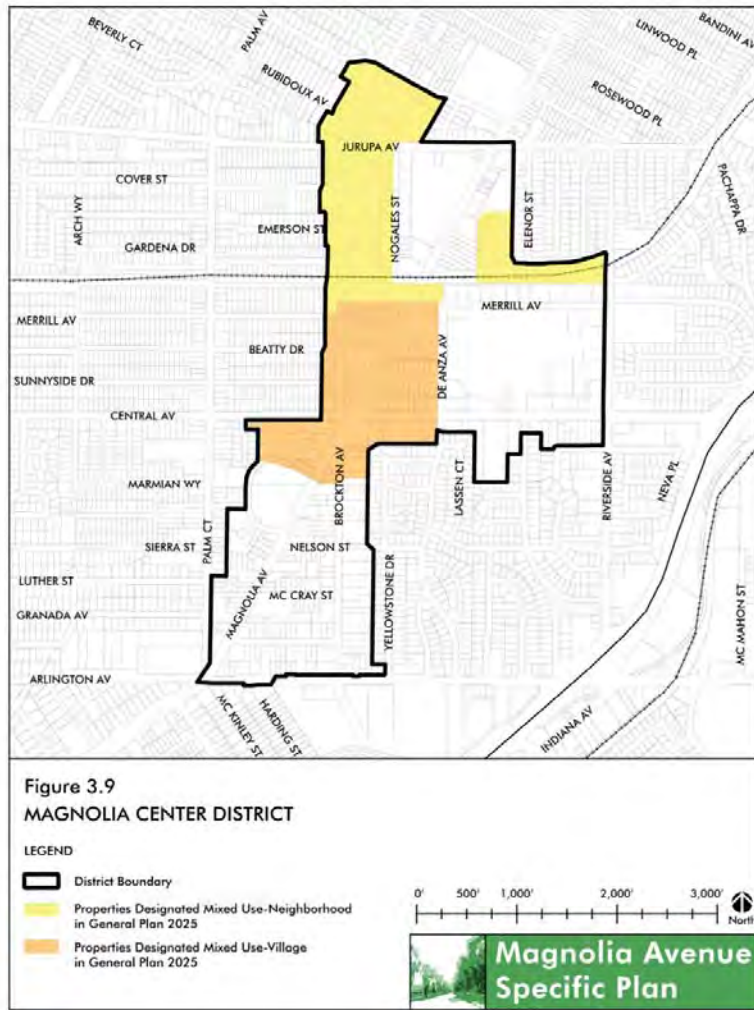 BEVERLY CT
PALM AV
LINWOOD PL
BANDINI AV
RUBIDOUX AV
ROSEWOOD PL
JURUPA AV
COVER ST
PACHAPPA DR
ARCH WY
EMERSON ST
NOGALES ST
ELENOR ST
GARDENA DR
MERRILL AV
MERRILL AV
BEATTY DR
DE ANZA AV
SUNNYSIDE DR
CENTRAL AV
MARMIAN WY
BROCKTON AV
LASSEN CT
RIVERSIDE AV
NEVA PL
SIERRA ST
PALM CT
NELSON ST
LUTHER ST
MAGNOLIA AV
MC CRAY ST
YELLOWSTONE DR
GRANADA AV
MC MAHON ST
ARLINGTON AV
MC KINLEY ST
HARDING ST
INDIANA AV
Figure 3.9
MAGNOLIA CENTER DISTRICT
LEGEND
District Boundary
Properties Designated Mixed Use-Neighborhood
in General Plan 2025
Properties Designated Mixed Use-Village
in General Plan 2025
0' 500' 1,000' 2,000' 3,000'
North
Magnolia Avenue
Specific Plan